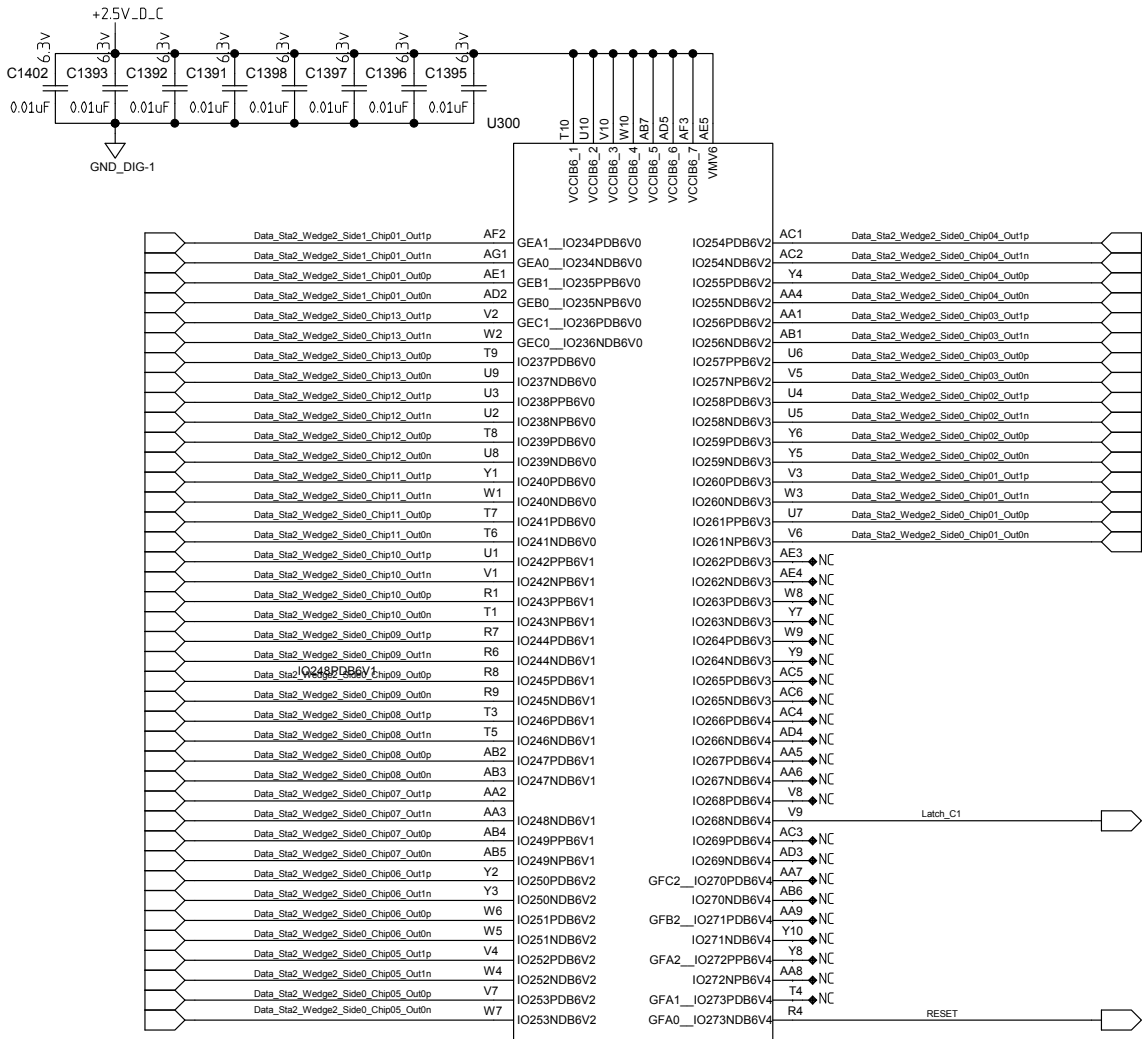 +2.5V_D_C
6.3v 6.3v 6.3v 6.3v 6.3v 6.3v 6.3v 6.3v
C1402 C1393 C1392 C1391 C1398 C1397 C1396 C1395
0.01uF 0.01uF 0.01uF 0.01uF 0.01uF 0.01uF 0.01uF 0.01uF
GND_DIG-1
U300
T10 U10 V10 W10 AB7 AD5 AF3 AE5
VCCIB6_1 VCCIB6_2 VCCIB6_3 VCCIB6_4 VCCIB6_5 VCCIB6_6 VCCIB6_7 VMV6
Data_Sta2_Wedge2_Side1_Chip01_Out1p AF2 GEA1__IO234PDB6V0 IO254PDB6V2 AC1 Data_Sta2_Wedge2_Side0_Chip04_Out1p
Data_Sta2_Wedge2_Side1_Chip01_Out1n AG1 GEA0__IO234NDB6V0 IO254NDB6V2 AC2 Data_Sta2_Wedge2_Side0_Chip04_Out1n
Data_Sta2_Wedge2_Side1_Chip01_Out0p AE1 GEB1__IO235PPB6V0 IO255PDB6V2 Y4 Data_Sta2_Wedge2_Side0_Chip04_Out0p
Data_Sta2_Wedge2_Side1_Chip01_Out0n AD2 GEB0__IO235NPB6V0 IO255NDB6V2 AA4 Data_Sta2_Wedge2_Side0_Chip04_Out0n
Data_Sta2_Wedge2_Side0_Chip13_Out1p V2 GEC1__IO236PDB6V0 IO256PDB6V2 AA1 Data_Sta2_Wedge2_Side0_Chip03_Out1p
Data_Sta2_Wedge2_Side0_Chip13_Out1n W2 GEC0__IO236NDB6V0 IO256NDB6V2 AB1 Data_Sta2_Wedge2_Side0_Chip03_Out1n
Data_Sta2_Wedge2_Side0_Chip13_Out0p T9 IO237PDB6V0 IO257PPB6V2 U6 Data_Sta2_Wedge2_Side0_Chip03_Out0p
Data_Sta2_Wedge2_Side0_Chip13_Out0n U9 IO237NDB6V0 IO257NPB6V2 V5 Data_Sta2_Wedge2_Side0_Chip03_Out0n
Data_Sta2_Wedge2_Side0_Chip12_Out1p U3 IO238PPB6V0 IO258PDB6V3 U4 Data_Sta2_Wedge2_Side0_Chip02_Out1p
Data_Sta2_Wedge2_Side0_Chip12_Out1n U2 IO238NPB6V0 IO258NDB6V3 U5 Data_Sta2_Wedge2_Side0_Chip02_Out1n
Data_Sta2_Wedge2_Side0_Chip12_Out0p T8 IO239PDB6V0 IO259PDB6V3 Y6 Data_Sta2_Wedge2_Side0_Chip02_Out0p
Data_Sta2_Wedge2_Side0_Chip12_Out0n U8 IO239NDB6V0 IO259NDB6V3 Y5 Data_Sta2_Wedge2_Side0_Chip02_Out0n
Data_Sta2_Wedge2_Side0_Chip11_Out1p Y1 IO240PDB6V0 IO260PDB6V3 V3 Data_Sta2_Wedge2_Side0_Chip01_Out1p
Data_Sta2_Wedge2_Side0_Chip11_Out1n W1 IO240NDB6V0 IO260NDB6V3 W3 Data_Sta2_Wedge2_Side0_Chip01_Out1n
Data_Sta2_Wedge2_Side0_Chip11_Out0p T7 IO241PDB6V0 IO261PPB6V3 U7 Data_Sta2_Wedge2_Side0_Chip01_Out0p
Data_Sta2_Wedge2_Side0_Chip11_Out0n T6 IO241NDB6V0 IO261NPB6V3 V6 Data_Sta2_Wedge2_Side0_Chip01_Out0n
Data_Sta2_Wedge2_Side0_Chip10_Out1p U1 IO242PPB6V1 IO262PDB6V3 AE3 NC
Data_Sta2_Wedge2_Side0_Chip10_Out1n V1 IO242NPB6V1 IO262NDB6V3 AE4 NC
Data_Sta2_Wedge2_Side0_Chip10_Out0p R1 IO243PPB6V1 IO263PDB6V3 W8 NC
Data_Sta2_Wedge2_Side0_Chip10_Out0n T1 IO243NPB6V1 IO263NDB6V3 Y7 NC
Data_Sta2_Wedge2_Side0_Chip09_Out1p R7 IO244PDB6V1 IO264PDB6V3 W9 NC
Data_Sta2_Wedge2_Side0_Chip09_Out1n R6 IO244NDB6V1 IO264NDB6V3 Y9 NC
IO248PDB6V1
Data_Sta2_Wedge2_Side0_Chip09_Out0p R8 IO245PDB6V1 IO265PDB6V3 AC5 NC
Data_Sta2_Wedge2_Side0_Chip09_Out0n R9 IO245NDB6V1 IO265NDB6V3 AC6 NC
Data_Sta2_Wedge2_Side0_Chip08_Out1p T3 IO246PDB6V1 IO266PDB6V4 AC4 NC
Data_Sta2_Wedge2_Side0_Chip08_Out1n T5 IO246NDB6V1 IO266NDB6V4 AD4 NC
Data_Sta2_Wedge2_Side0_Chip08_Out0p AB2 IO247PDB6V1 IO267PDB6V4 AA5 NC
Data_Sta2_Wedge2_Side0_Chip08_Out0n AB3 IO247NDB6V1 IO267NDB6V4 AA6 NC
Data_Sta2_Wedge2_Side0_Chip07_Out1p AA2 IO268PDB6V4 V8 NC
Data_Sta2_Wedge2_Side0_Chip07_Out1n AA3 IO248NDB6V1 IO268NDB6V4 V9 Latch_C1
Data_Sta2_Wedge2_Side0_Chip07_Out0p AB4 IO249PPB6V1 IO269PDB6V4 AC3 NC
Data_Sta2_Wedge2_Side0_Chip07_Out0n AB5 IO249NPB6V1 IO269NDB6V4 AD3 NC
Data_Sta2_Wedge2_Side0_Chip06_Out1p Y2 IO250PDB6V2 GFC2__IO270PDB6V4 AA7 NC
Data_Sta2_Wedge2_Side0_Chip06_Out1n Y3 IO250NDB6V2 IO270NDB6V4 AB6 NC
Data_Sta2_Wedge2_Side0_Chip06_Out0p W6 IO251PDB6V2 GFB2__IO271PDB6V4 AA9 NC
Data_Sta2_Wedge2_Side0_Chip06_Out0n W5 IO251NDB6V2 IO271NDB6V4 Y10 NC
Data_Sta2_Wedge2_Side0_Chip05_Out1p V4 IO252PDB6V2 GFA2__IO272PPB6V4 Y8 NC
Data_Sta2_Wedge2_Side0_Chip05_Out1n W4 IO252NDB6V2 IO272NPB6V4 AA8 NC
Data_Sta2_Wedge2_Side0_Chip05_Out0p V7 IO253PDB6V2 GFA1__IO273PDB6V4 T4 NC
Data_Sta2_Wedge2_Side0_Chip05_Out0n W7 IO253NDB6V2 GFA0__IO273NDB6V4 R4 RESET